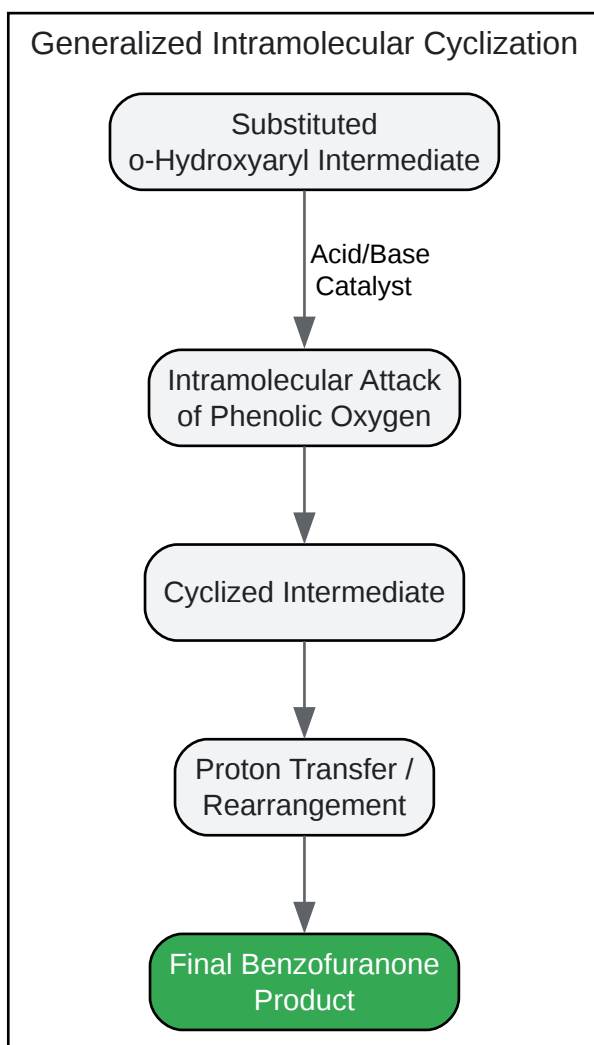 Generalized Intramolecular Cyclization
Substituted
o-Hydroxyaryl Intermediate
Acid/Base
Catalyst
Intramolecular Attack
of Phenolic Oxygen
Cyclized Intermediate
Proton Transfer /
Rearrangement
Final Benzofuranone
Product